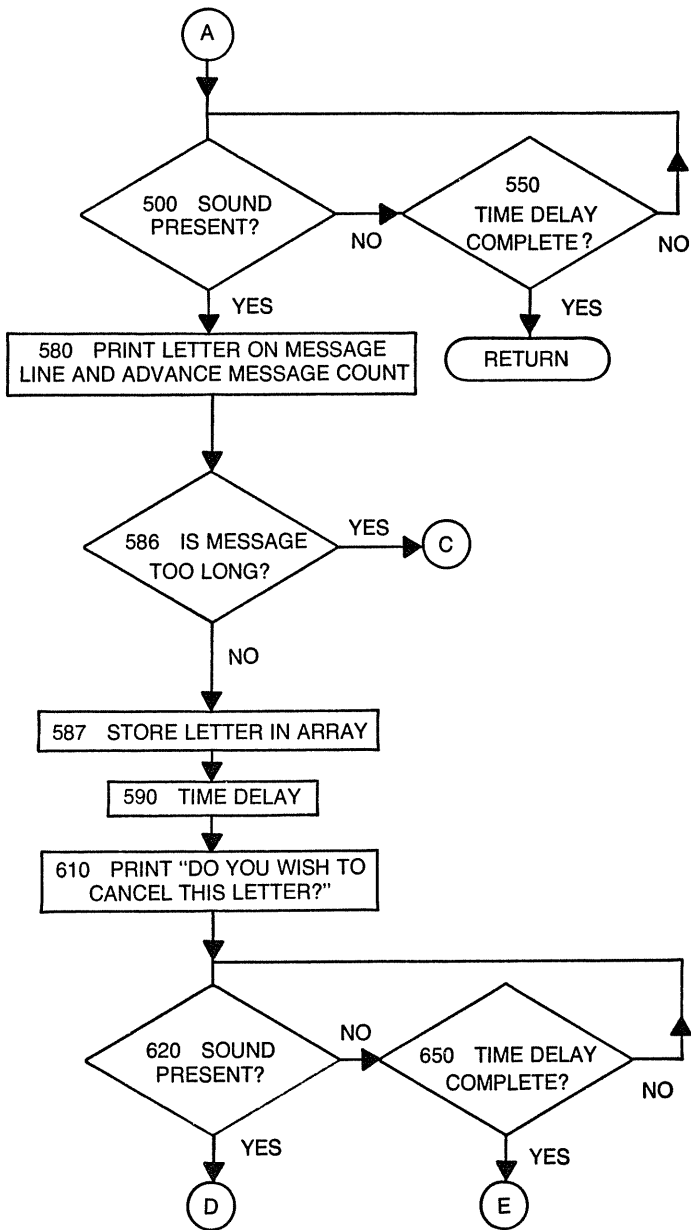 A
500 SOUND
PRESENT?
NO
550
TIME DELAY
COMPLETE?
NO
YES
YES
RETURN
580 PRINT LETTER ON MESSAGE
LINE AND ADVANCE MESSAGE COUNT
586 IS MESSAGE
TOO LONG?
YES
C
NO
587 STORE LETTER IN ARRAY
590 TIME DELAY
610 PRINT "DO YOU WISH TO
CANCEL THIS LETTER?"
620 SOUND
PRESENT?
NO
650 TIME DELAY
COMPLETE?
NO
YES
YES
D
E